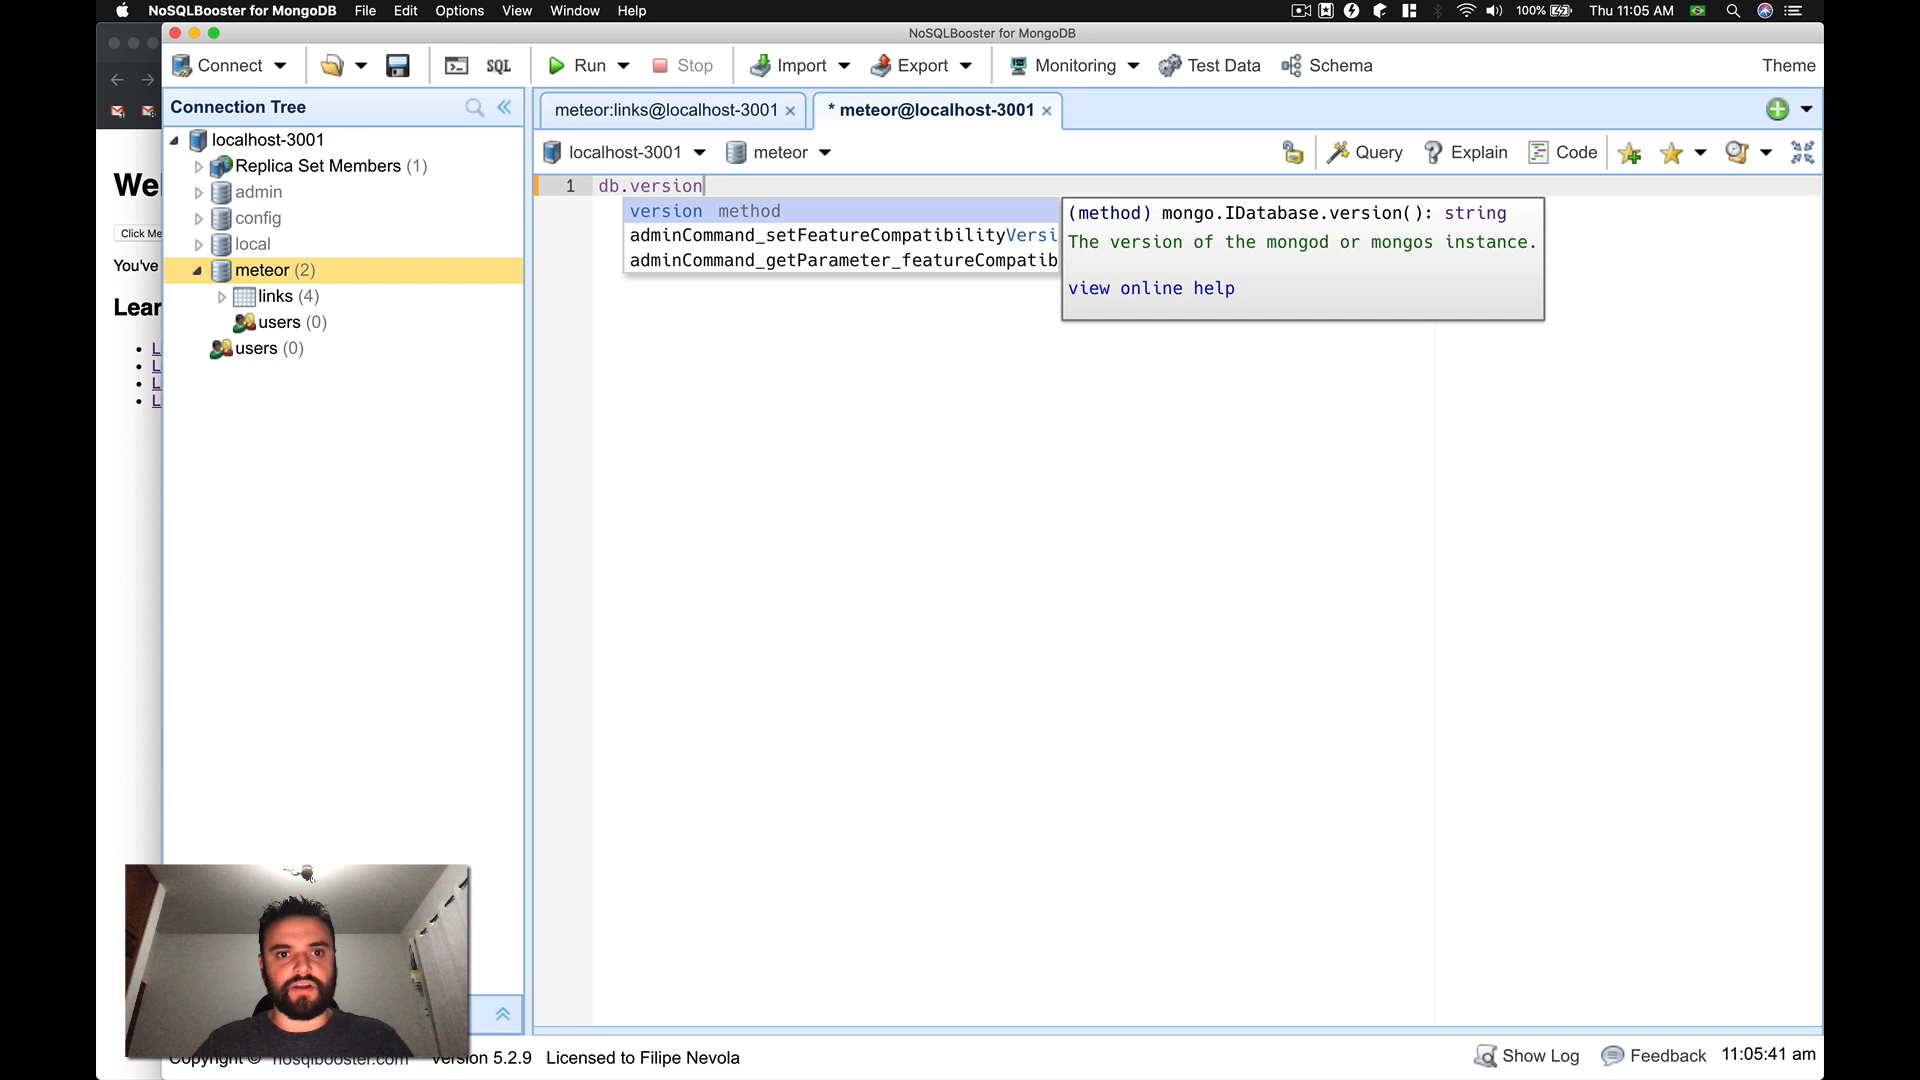 NoSQLBooster for MongoDB File Edit Options View Window Help 100% Thu 11:05 AM
NoSQLBooster for MongoDB
Connect SQL Run Stop Import Export Monitoring Test Data Schema Theme
Connection Tree
meteor:links@localhost-3001 * meteor@localhost-3001
localhost-3001
Replica Set Members (1)
admin
config
local
meteor (2)
links (4)
users (0)
users (0)
localhost-3001 meteor Query Explain Code
1 db.version
version method
adminCommand_setFeatureCompatibilityVersi
adminCommand_getParameter_featureCompatib
(method) mongo.IDatabase.version(): string
The version of the mongod or mongos instance.
view online help
We
Click Me
You've
Lear
L
L
L
L
Copyright © nosqlbooster.com Version 5.2.9 Licensed to Filipe Nevola
Show Log Feedback 11:05:41 am